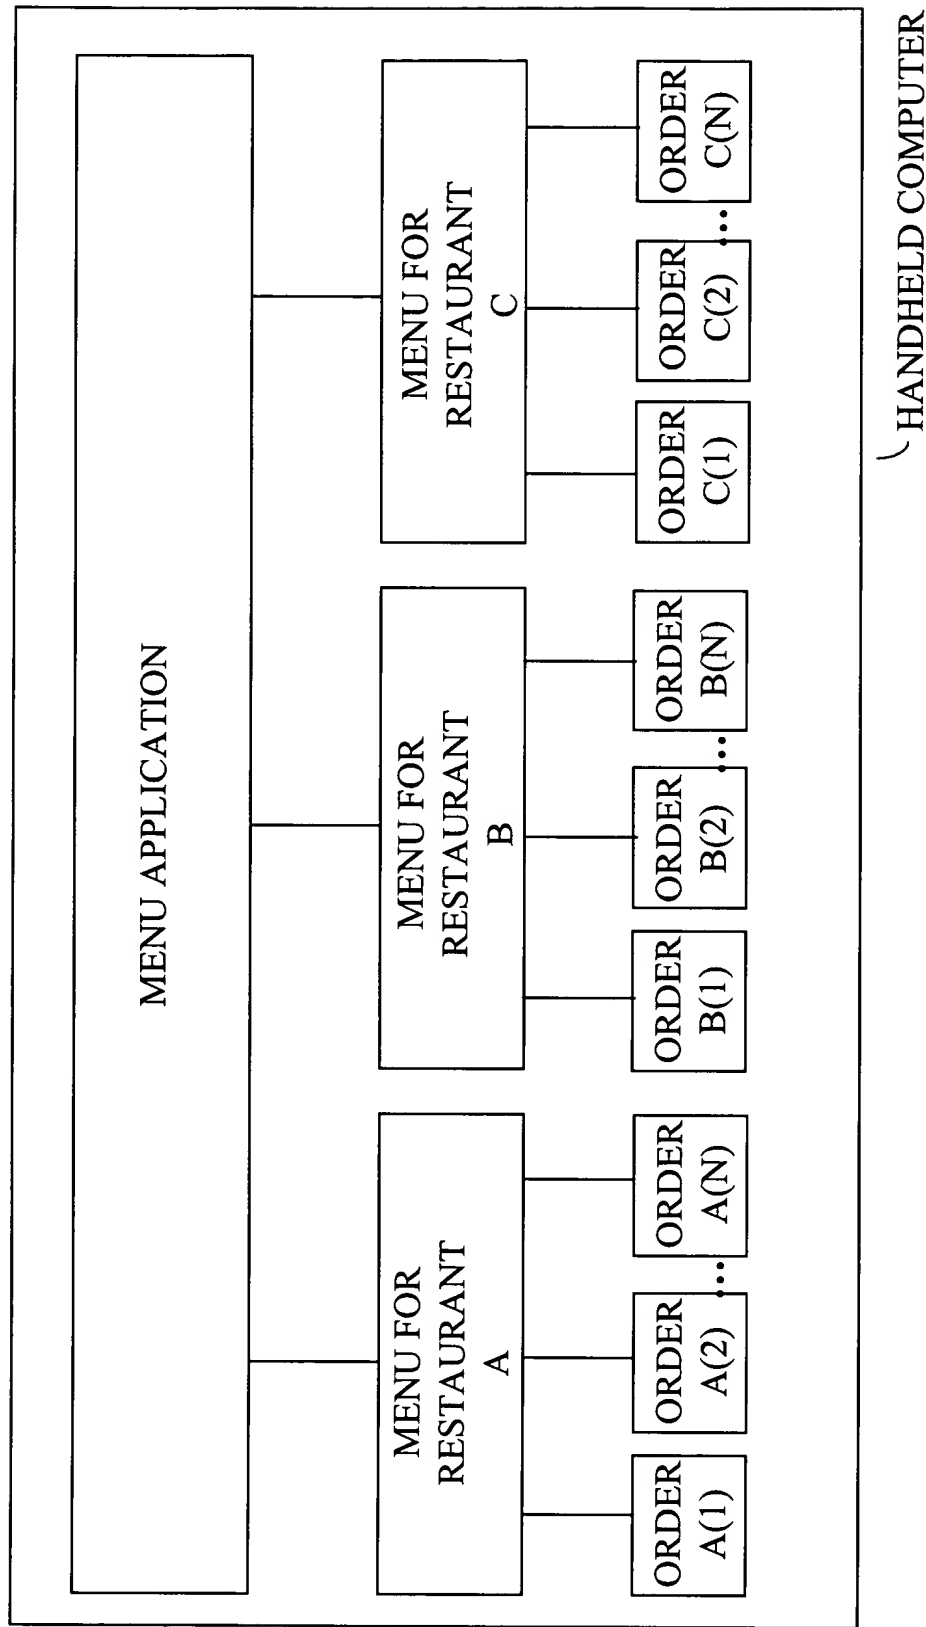 MENU APPLICATION
MENU FOR
RESTAURANT
A
MENU FOR
RESTAURANT
B
MENU FOR
RESTAURANT
C
ORDER
A(1)
ORDER
A(2)
...
ORDER
A(N)
ORDER
B(1)
ORDER
B(2)
...
ORDER
B(N)
ORDER
C(1)
ORDER
C(2)
...
ORDER
C(N)
HANDHELD COMPUTER